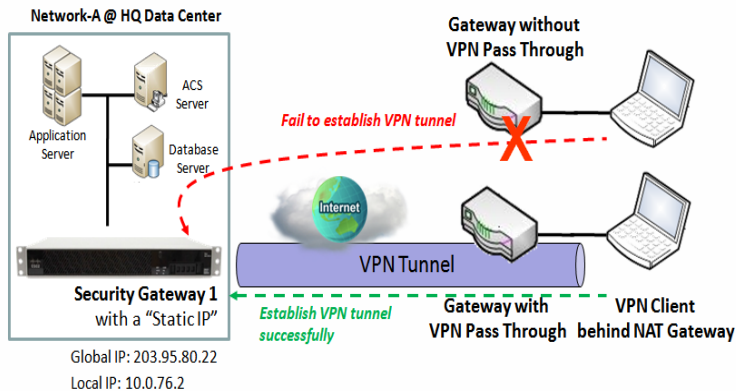 Network-A @ HQ Data Center
Gateway without
VPN Pass Through
ACS
Server
Application
Server
Database
Server
Fail to establish VPN tunnel
X
Internet
VPN Tunnel
Security Gateway 1
with a “Static IP”
Establish VPN tunnel
successfully
Gateway with
VPN Pass Through
VPN Client
behind NAT Gateway
Global IP: 203.95.80.22
Local IP: 10.0.76.2